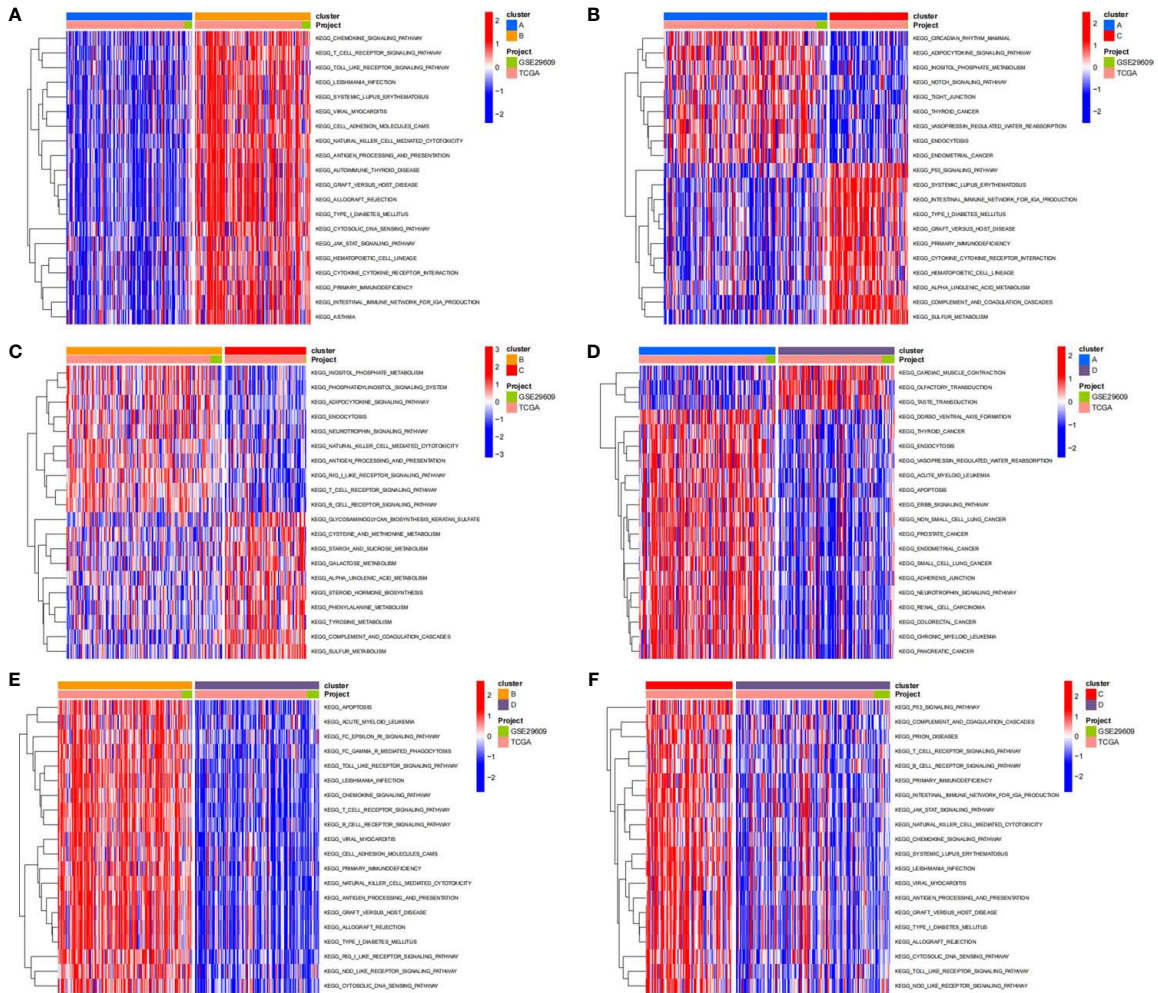 A
cluster
Project
KEGG_CHEMOKINE_SIGNALING_PATHWAY
KEGG_T_CELL_RECEPTOR_SIGNALING_PATHWAY
KEGG_TOLL_LIKE_RECEPTOR_SIGNALING_PATHWAY
KEGG_LEISHMANIA_INFECTION
KEGG_SYSTEMIC_LUPUS_ERYTHEMATOSUS
KEGG_VIRAL_MYOCARDITIS
KEGG_CELL_ADHESION_MOLECULES_CAMS
KEGG_NATURAL_KILLER_CELL_MEDIATED_CYTOTOXICITY
KEGG_ANTIGEN_PROCESSING_AND_PRESENTATION
KEGG_AUTOIMMUNE_THYROID_DISEASE
KEGG_GRAFT_VERSUS_HOST_DISEASE
KEGG_ALLOGRAFT_REJECTION
KEGG_TYPE_I_DIABETES_MELLITUS
KEGG_CYTOSOLIC_DNA_SENSING_PATHWAY
KEGG_JAK_STAT_SIGNALING_PATHWAY
KEGG_HEMATOPOIETIC_CELL_LINEAGE
KEGG_CYTOKINE_CYTOKINE_RECEPTOR_INTERACTION
KEGG_PRIMARY_IMMUNODEFICIENCY
KEGG_INTESTINAL_IMMUNE_NETWORK_FOR_IGA_PRODUCTION
KEGG_ASTHMA
2
1
0
−1
−2
cluster
A
B
Project
GSE29609
TCGA
B
cluster
Project
KEGG_CIRCADIAN_RHYTHM_MAMMAL
KEGG_ADIPOCYTOKINE_SIGNALING_PATHWAY
KEGG_INOSITOL_PHOSPHATE_METABOLISM
KEGG_NOTCH_SIGNALING_PATHWAY
KEGG_TIGHT_JUNCTION
KEGG_THYROID_CANCER
KEGG_VASOPRESSIN_REGULATED_WATER_REABSORPTION
KEGG_ENDOCYTOSIS
KEGG_ENDOMETRIAL_CANCER
KEGG_P53_SIGNALING_PATHWAY
KEGG_SYSTEMIC_LUPUS_ERYTHEMATOSUS
KEGG_INTESTINAL_IMMUNE_NETWORK_FOR_IGA_PRODUCTION
KEGG_TYPE_I_DIABETES_MELLITUS
KEGG_GRAFT_VERSUS_HOST_DISEASE
KEGG_PRIMARY_IMMUNODEFICIENCY
KEGG_CYTOKINE_CYTOKINE_RECEPTOR_INTERACTION
KEGG_HEMATOPOIETIC_CELL_LINEAGE
KEGG_ALPHA_LINOLENIC_ACID_METABOLISM
KEGG_COMPLEMENT_AND_COAGULATION_CASCADES
KEGG_SULFUR_METABOLISM
2
1
0
−1
−2
cluster
A
C
Project
GSE29609
TCGA
C
cluster
Project
KEGG_INOSITOL_PHOSPHATE_METABOLISM
KEGG_PHOSPHATIDYLINOSITOL_SIGNALING_SYSTEM
KEGG_ADIPOCYTOKINE_SIGNALING_PATHWAY
KEGG_ENDOCYTOSIS
KEGG_NEUROTROPHIN_SIGNALING_PATHWAY
KEGG_NATURAL_KILLER_CELL_MEDIATED_CYTOTOXICITY
KEGG_ANTIGEN_PROCESSING_AND_PRESENTATION
KEGG_RIG_I_LIKE_RECEPTOR_SIGNALING_PATHWAY
KEGG_T_CELL_RECEPTOR_SIGNALING_PATHWAY
KEGG_B_CELL_RECEPTOR_SIGNALING_PATHWAY
KEGG_GLYCOSAMINOGLYCAN_BIOSYNTHESIS_KERATAN_SULFATE
KEGG_CYSTEINE_AND_METHIONINE_METABOLISM
KEGG_STARCH_AND_SUCROSE_METABOLISM
KEGG_GALACTOSE_METABOLISM
KEGG_ALPHA_LINOLENIC_ACID_METABOLISM
KEGG_STEROID_HORMONE_BIOSYNTHESIS
KEGG_PHENYLALANINE_METABOLISM
KEGG_TYROSINE_METABOLISM
KEGG_COMPLEMENT_AND_COAGULATION_CASCADES
KEGG_SULFUR_METABOLISM
3
2
1
0
−1
−2
−3
cluster
B
C
Project
GSE29609
TCGA
D
cluster
Project
KEGG_CARDIAC_MUSCLE_CONTRACTION
KEGG_OLFACTORY_TRANSDUCTION
KEGG_TASTE_TRANSDUCTION
KEGG_DORSO_VENTRAL_AXIS_FORMATION
KEGG_THYROID_CANCER
KEGG_ENDOCYTOSIS
KEGG_VASOPRESSIN_REGULATED_WATER_REABSORPTION
KEGG_ACUTE_MYELOID_LEUKEMIA
KEGG_APOPTOSIS
KEGG_ERBB_SIGNALING_PATHWAY
KEGG_NON_SMALL_CELL_LUNG_CANCER
KEGG_PROSTATE_CANCER
KEGG_ENDOMETRIAL_CANCER
KEGG_SMALL_CELL_LUNG_CANCER
KEGG_ADHERENS_JUNCTION
KEGG_NEUROTROPHIN_SIGNALING_PATHWAY
KEGG_RENAL_CELL_CARCINOMA
KEGG_COLORECTAL_CANCER
KEGG_CHRONIC_MYELOID_LEUKEMIA
KEGG_PANCREATIC_CANCER
2
1
0
−1
−2
cluster
A
D
Project
GSE29609
TCGA
E
cluster
Project
KEGG_APOPTOSIS
KEGG_ACUTE_MYELOID_LEUKEMIA
KEGG_FC_EPSILON_RI_SIGNALING_PATHWAY
KEGG_FC_GAMMA_R_MEDIATED_PHAGOCYTOSIS
KEGG_TOLL_LIKE_RECEPTOR_SIGNALING_PATHWAY
KEGG_LEISHMANIA_INFECTION
KEGG_CHEMOKINE_SIGNALING_PATHWAY
KEGG_T_CELL_RECEPTOR_SIGNALING_PATHWAY
KEGG_B_CELL_RECEPTOR_SIGNALING_PATHWAY
KEGG_VIRAL_MYOCARDITIS
KEGG_CELL_ADHESION_MOLECULES_CAMS
KEGG_PRIMARY_IMMUNODEFICIENCY
KEGG_NATURAL_KILLER_CELL_MEDIATED_CYTOTOXICITY
KEGG_ANTIGEN_PROCESSING_AND_PRESENTATION
KEGG_GRAFT_VERSUS_HOST_DISEASE
KEGG_ALLOGRAFT_REJECTION
KEGG_TYPE_I_DIABETES_MELLITUS
KEGG_RIG_I_LIKE_RECEPTOR_SIGNALING_PATHWAY
KEGG_NOD_LIKE_RECEPTOR_SIGNALING_PATHWAY
KEGG_CYTOSOLIC_DNA_SENSING_PATHWAY
2
1
0
−1
−2
cluster
B
D
Project
GSE29609
TCGA
F
cluster
Project
KEGG_P53_SIGNALING_PATHWAY
KEGG_COMPLEMENT_AND_COAGULATION_CASCADES
KEGG_PRION_DISEASES
KEGG_T_CELL_RECEPTOR_SIGNALING_PATHWAY
KEGG_B_CELL_RECEPTOR_SIGNALING_PATHWAY
KEGG_PRIMARY_IMMUNODEFICIENCY
KEGG_INTESTINAL_IMMUNE_NETWORK_FOR_IGA_PRODUCTION
KEGG_JAK_STAT_SIGNALING_PATHWAY
KEGG_NATURAL_KILLER_CELL_MEDIATED_CYTOTOXICITY
KEGG_CHEMOKINE_SIGNALING_PATHWAY
KEGG_SYSTEMIC_LUPUS_ERYTHEMATOSUS
KEGG_LEISHMANIA_INFECTION
KEGG_VIRAL_MYOCARDITIS
KEGG_ANTIGEN_PROCESSING_AND_PRESENTATION
KEGG_GRAFT_VERSUS_HOST_DISEASE
KEGG_TYPE_I_DIABETES_MELLITUS
KEGG_ALLOGRAFT_REJECTION
KEGG_CYTOSOLIC_DNA_SENSING_PATHWAY
KEGG_TOLL_LIKE_RECEPTOR_SIGNALING_PATHWAY
KEGG_NOD_LIKE_RECEPTOR_SIGNALING_PATHWAY
2
1
0
−1
−2
cluster
C
D
Project
GSE29609
TCGA